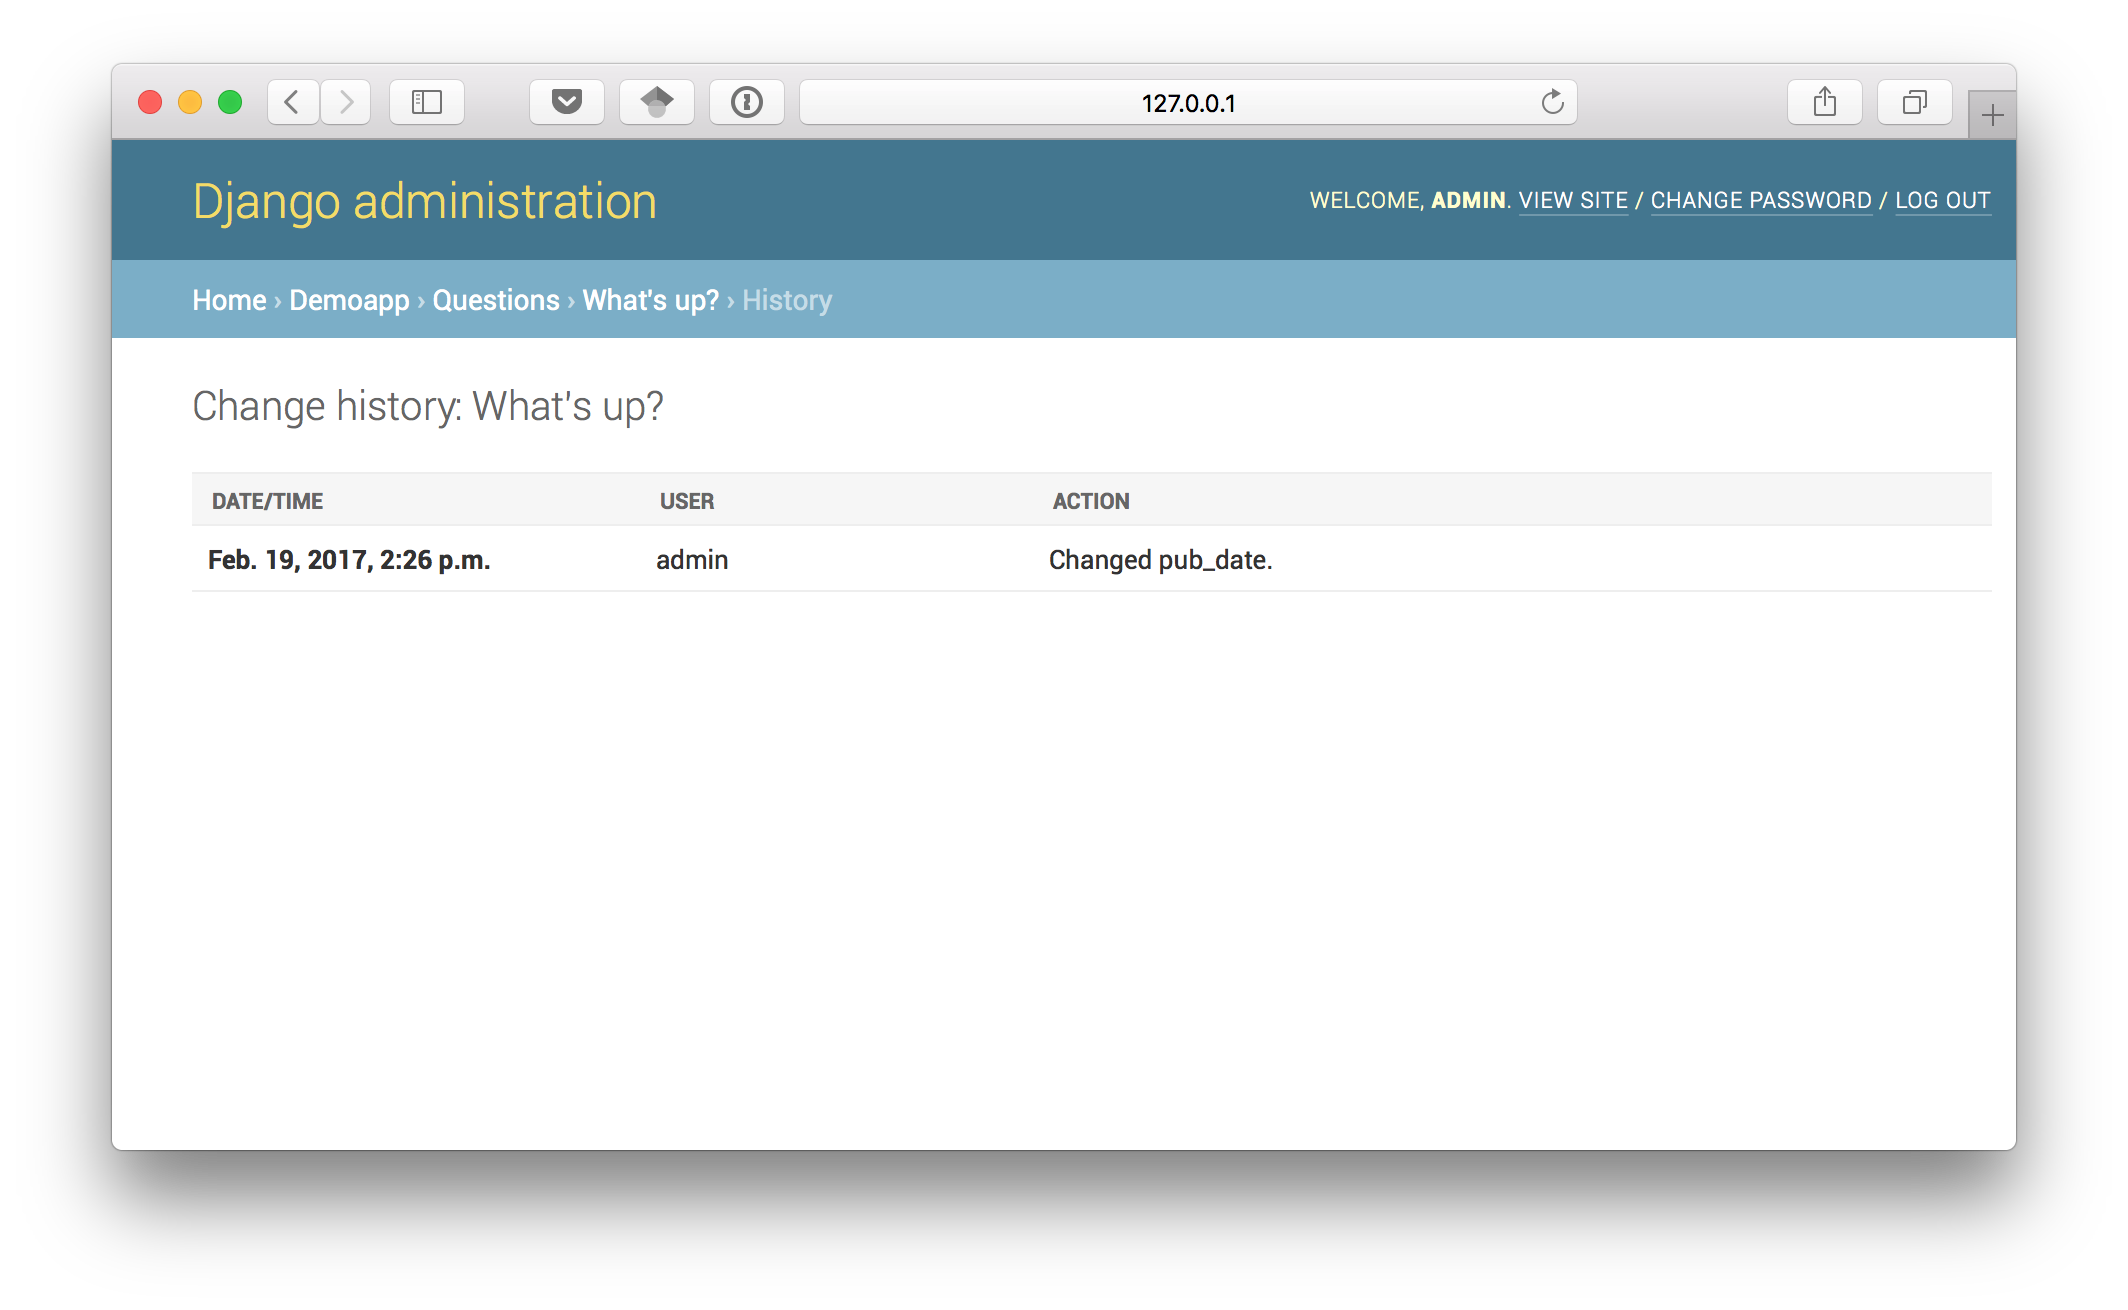 127.0.0.1
Django administration
WELCOME, ADMIN. VIEW SITE / CHANGE PASSWORD / LOG OUT
Home › Demoapp › Questions › What's up? › History
Change history: What's up?
DATE/TIME USER ACTION
Feb. 19, 2017, 2:26 p.m. admin Changed pub_date.